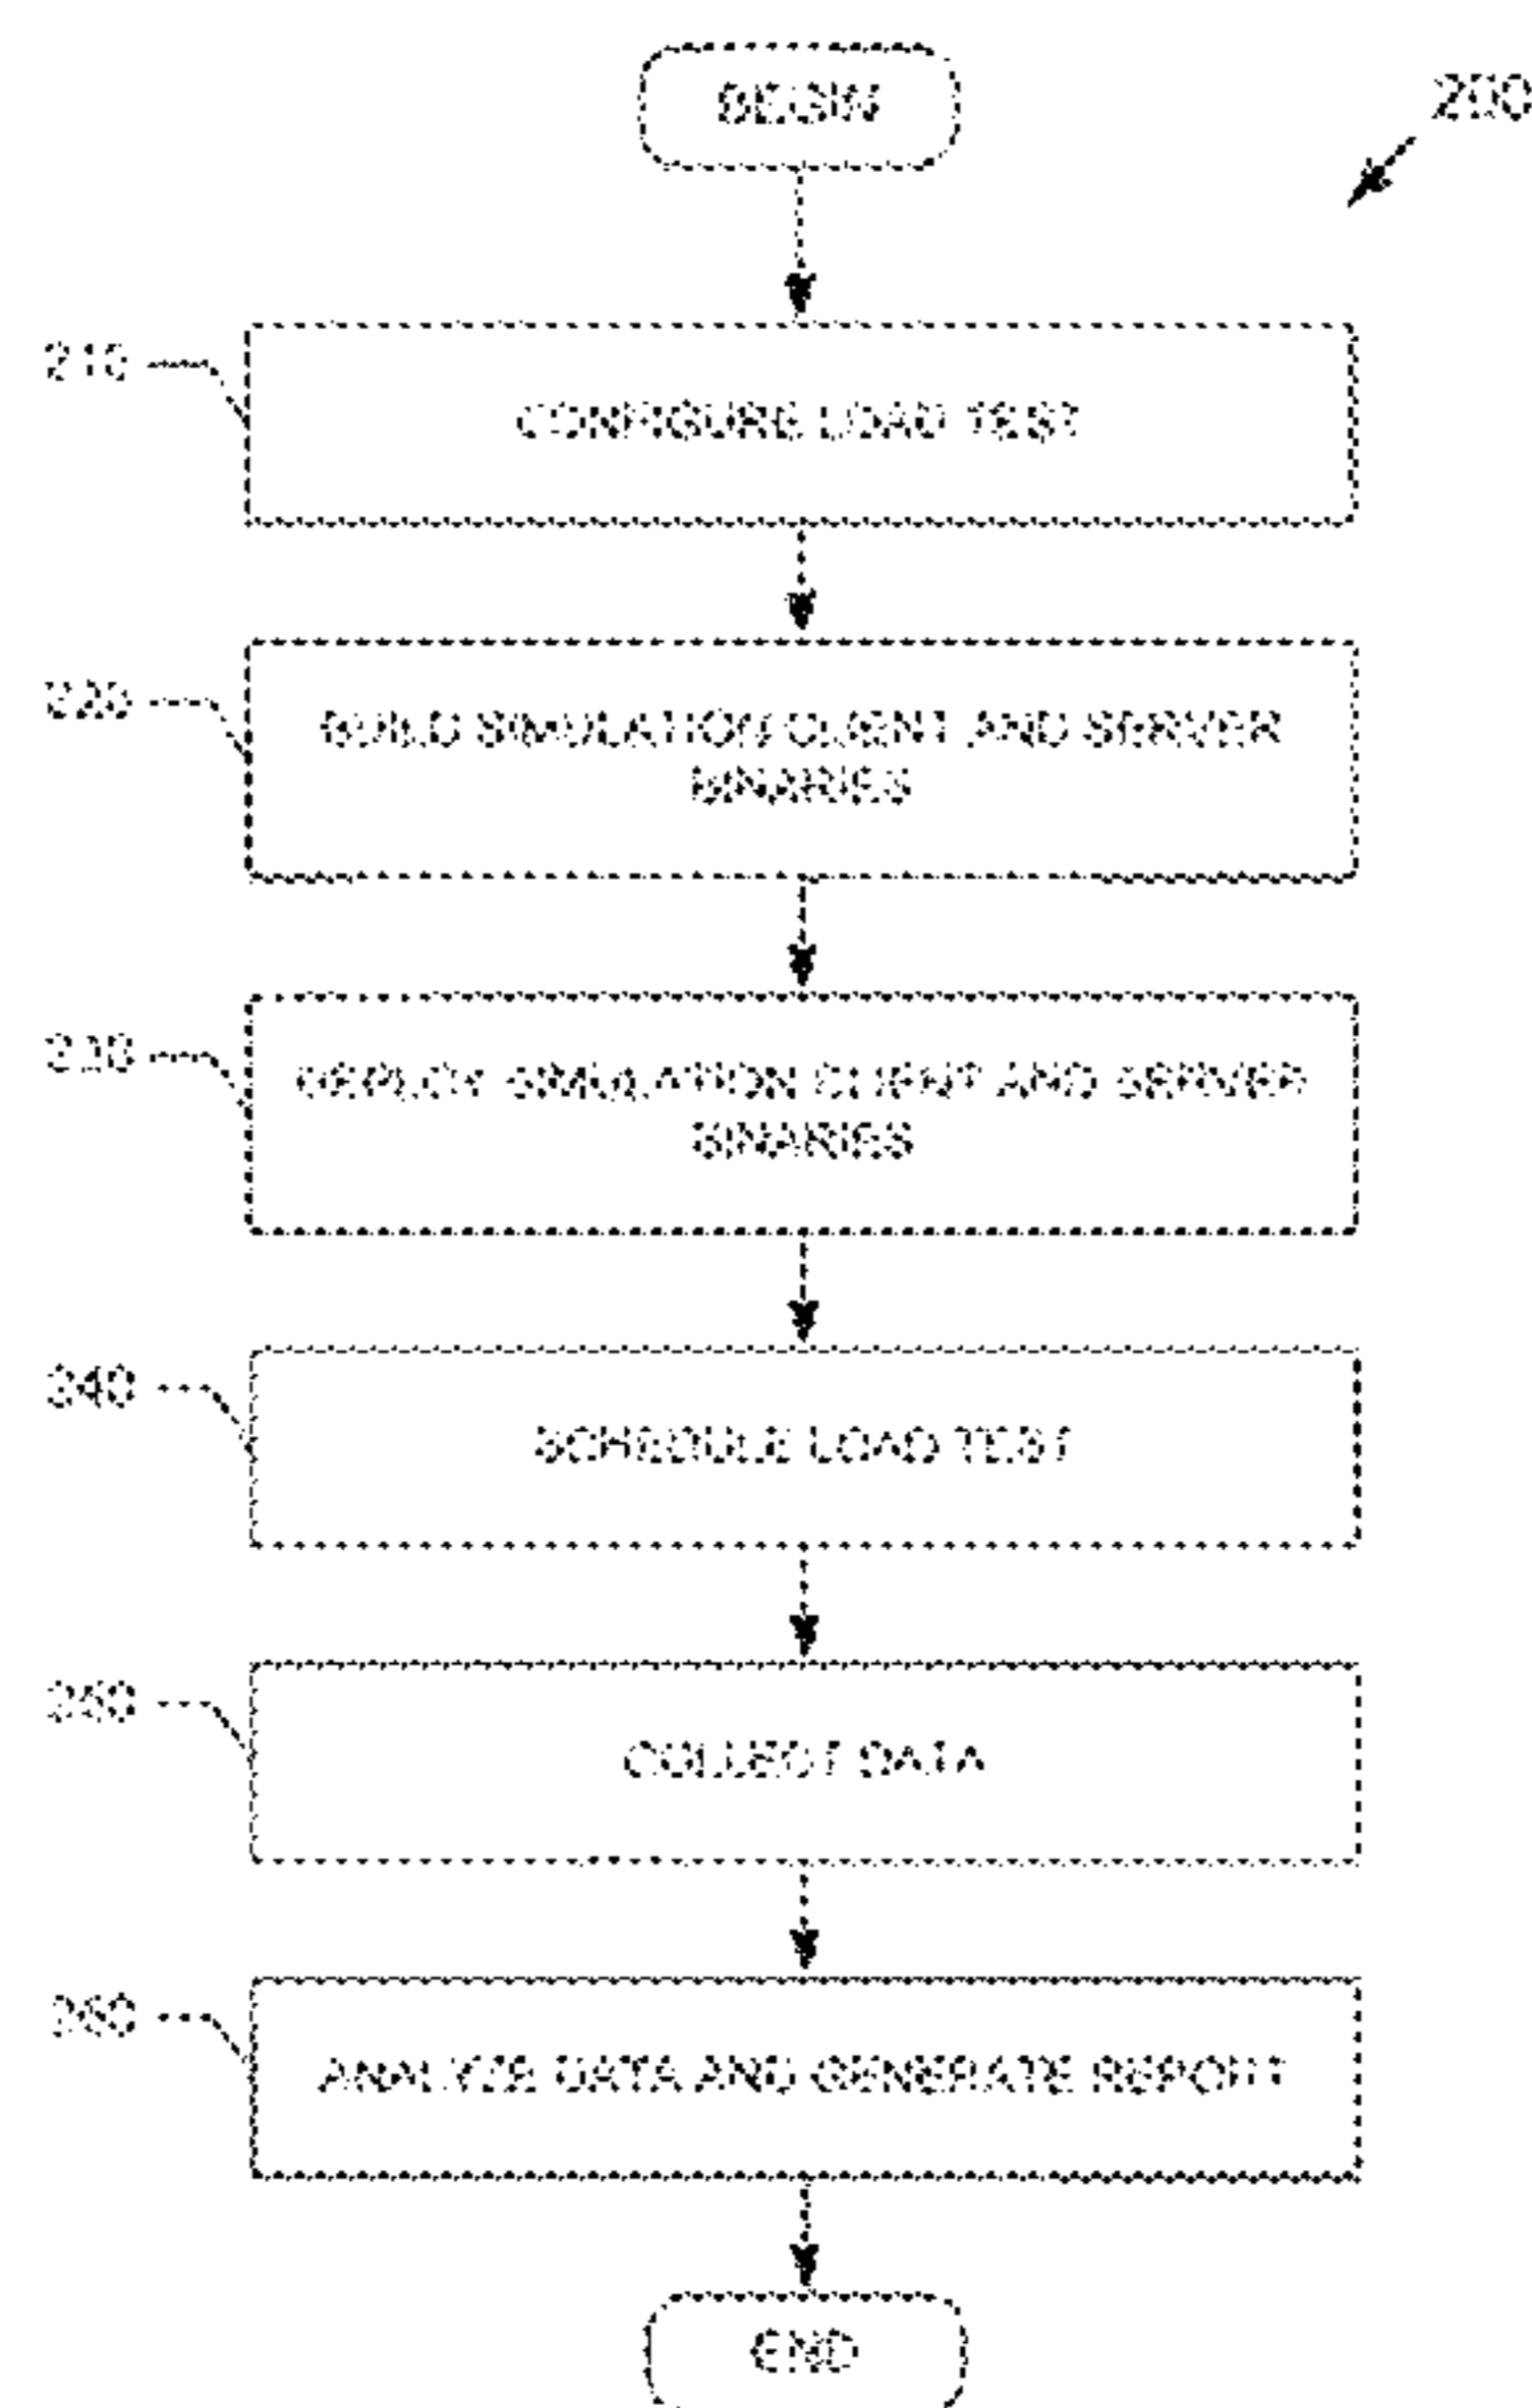 BEGIN
200
210
CONFIGURE LOAD TEST
220
BUILD SIMULATION CLIENT AND SERVER
BINARIES
230
DEPLOY SIMULATION CLIENT AND SERVER
BINARIES
240
SCHEDULE LOAD TEST
250
COLLECT DATA
260
ANALYZE DATA AND GENERATE REPORT
END